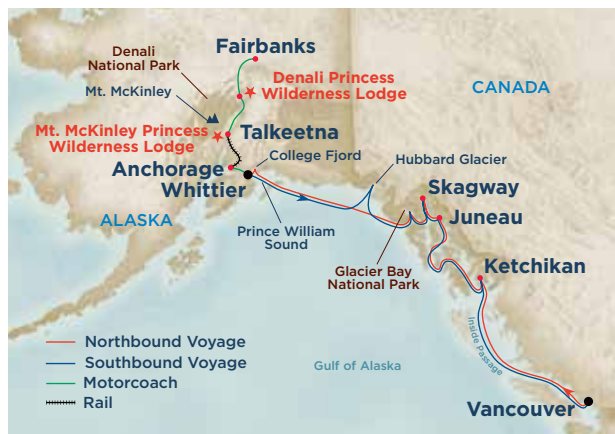 Fairbanks
Denali
National Park
Mt. McKinley
Denali Princess
Wilderness Lodge
CANADA
Mt. McKinley Princess
Wilderness Lodge
Talkeetna
College Fjord
Hubbard Glacier
Anchorage
Whittier
Skagway
Juneau
ALASKA
Prince William
Sound
Glacier Bay
National Park
Ketchikan
Northbound Voyage
Southbound Voyage
Motorcoach
Rail
Gulf of Alaska
Inside Passage
Vancouver